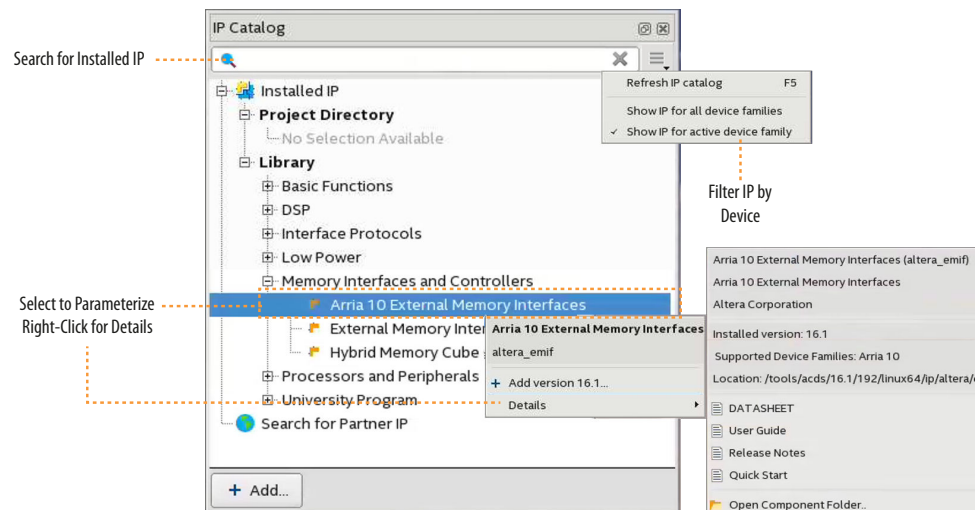 IP Catalog
Search for Installed IP
Refresh IP catalog F5
Show IP for all device families
✓ Show IP for active device family
Filter IP by
Device
Installed IP
Project Directory
No Selection Available
Library
Basic Functions
DSP
Interface Protocols
Low Power
Memory Interfaces and Controllers
Arria 10 External Memory Interfaces
External Memory Inter
Hybrid Memory Cube
Processors and Peripherals
University Program
Search for Partner IP
+ Add...
Select to Parameterize
Right-Click for Details
Arria 10 External Memory Interfaces
altera_emif
+ Add version 16.1...
Details
Arria 10 External Memory Interfaces (altera_emif)
Arria 10 External Memory Interfaces
Altera Corporation
Installed version: 16.1
Supported Device Families: Arria 10
Location: /tools/acds/16.1/192/linux64/ip/altera/
DATASHEET
User Guide
Release Notes
Quick Start
Open Component Folder..